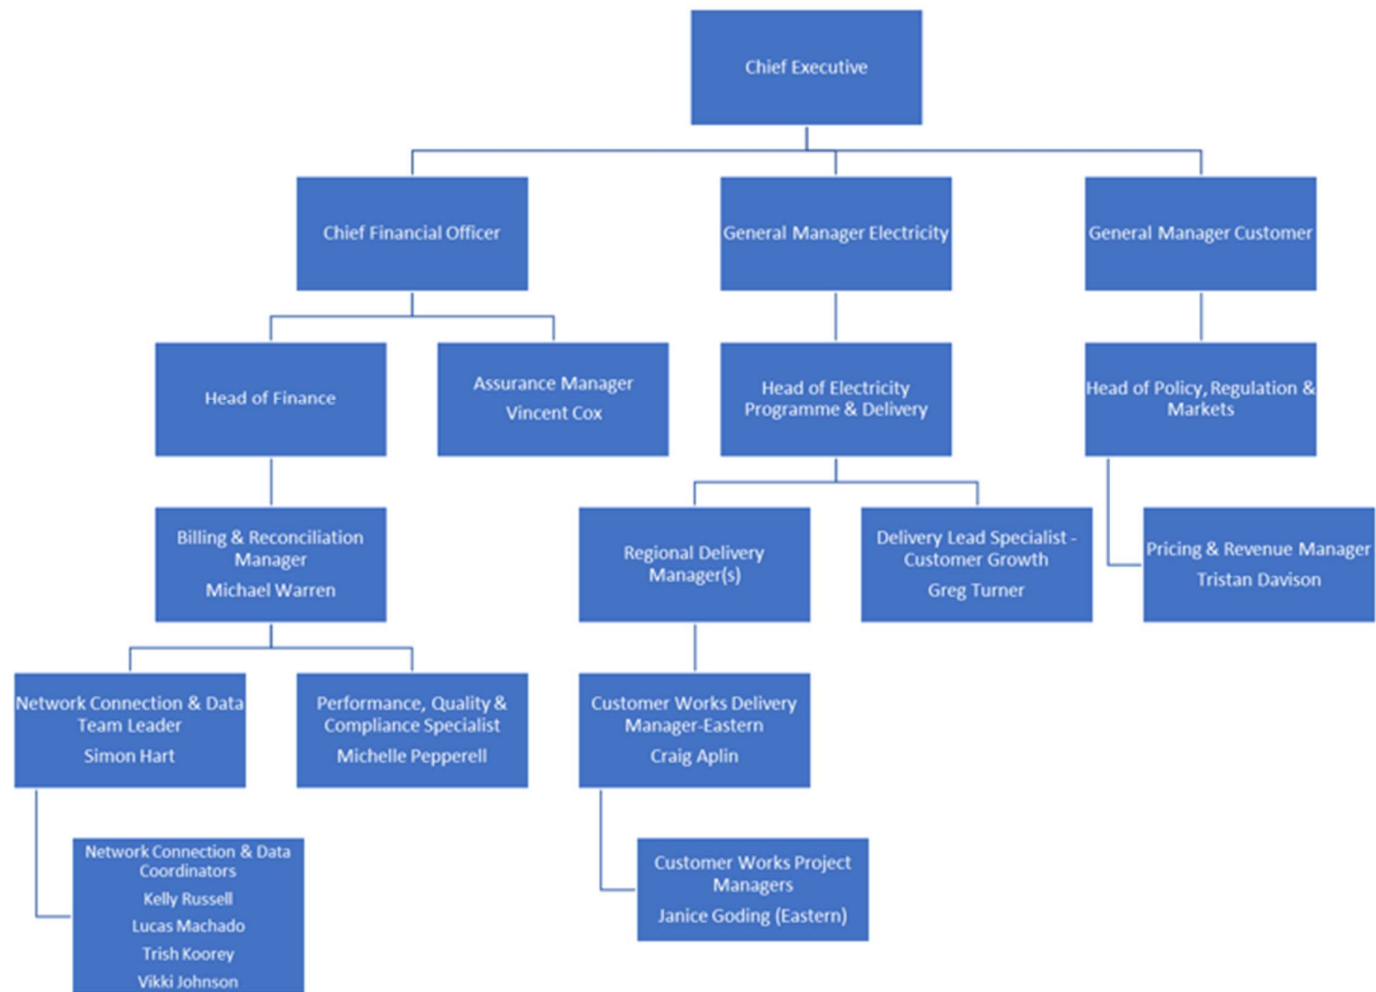 Chief Executive
Chief Financial Officer
General Manager Electricity
General Manager Customer
Head of Finance
Assurance Manager
Vincent Cox
Head of Electricity
Programme & Delivery
Head of Policy, Regulation &
Markets
Billing & Reconciliation
Manager
Michael Warren
Regional Delivery
Manager(s)
Delivery Lead Specialist -
Customer Growth
Greg Turner
Pricing & Revenue Manager
Tristan Davison
Network Connection & Data
Team Leader
Simon Hart
Performance, Quality &
Compliance Specialist
Michelle Pepperell
Customer Works Delivery
Manager-Eastern
Craig Aplin
Network Connection & Data
Coordinators
Kelly Russell
Lucas Machado
Trish Koorey
Vikki Johnson
Customer Works Project
Managers
Janice Goding (Eastern)